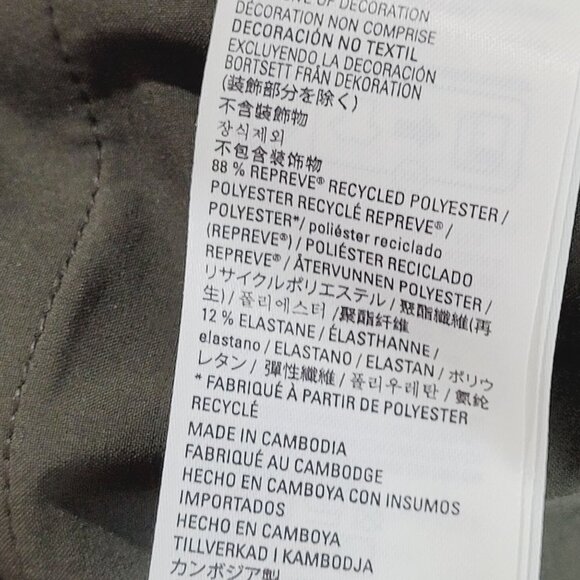 OF DECORATION
DÉCORATION NON COMPRISE
DECORACIÓN NO TEXTIL
EXCLUYENDO LA DECORACIÓN
BORTSETT FRÅN DEKORATION
(装飾部分を除く)
不含裝飾物
장식제외
不包含装饰物
88 % REPREVE® RECYCLED POLYESTER /
POLYESTER RECYCLÉ REPREVE® /
POLYESTER*/ poliéster reciclado
(REPREVE®) / POLIÉSTER RECICLADO
REPREVE® / ÅTERVUNNEN POLYESTER /
リサイクルポリエステル / 聚酯纖維(再
生) / 폴리에스터 /聚酯纤维
12 % ELASTANE / ÉLASTHANNE /
elastano / ELASTANO / ELASTAN / ポリウ
レタン / 彈性纖維 / 폴리우레탄 / 氨纶
* FABRIQUÉ À PARTIR DE POLYESTER
RECYCLÉ
MADE IN CAMBODIA
FABRIQUÉ AU CAMBODGE
HECHO EN CAMBOYA CON INSUMOS
IMPORTADOS
HECHO EN CAMBOYA
TILLVERKAD I KAMBODJA
カンボジア製